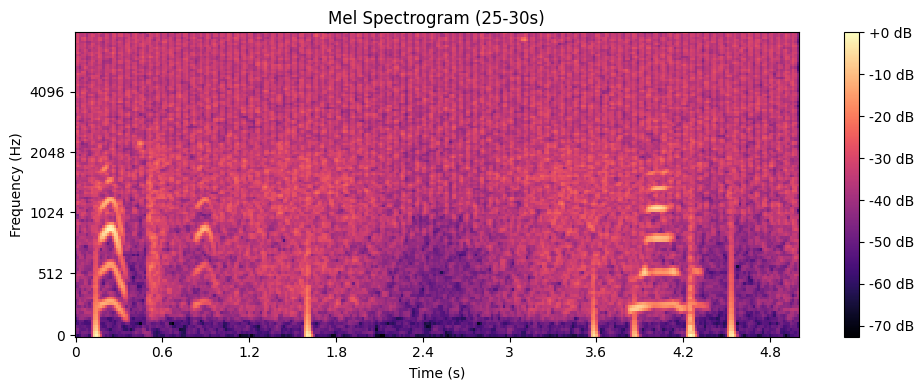 Mel Spectrogram (25-30s)
Frequency (Hz)
4096
2048
1024
512
0
0
0.6
1.2
1.8
2.4
3
3.6
4.2
4.8
Time (s)
+0 dB
-10 dB
-20 dB
-30 dB
-40 dB
-50 dB
-60 dB
-70 dB